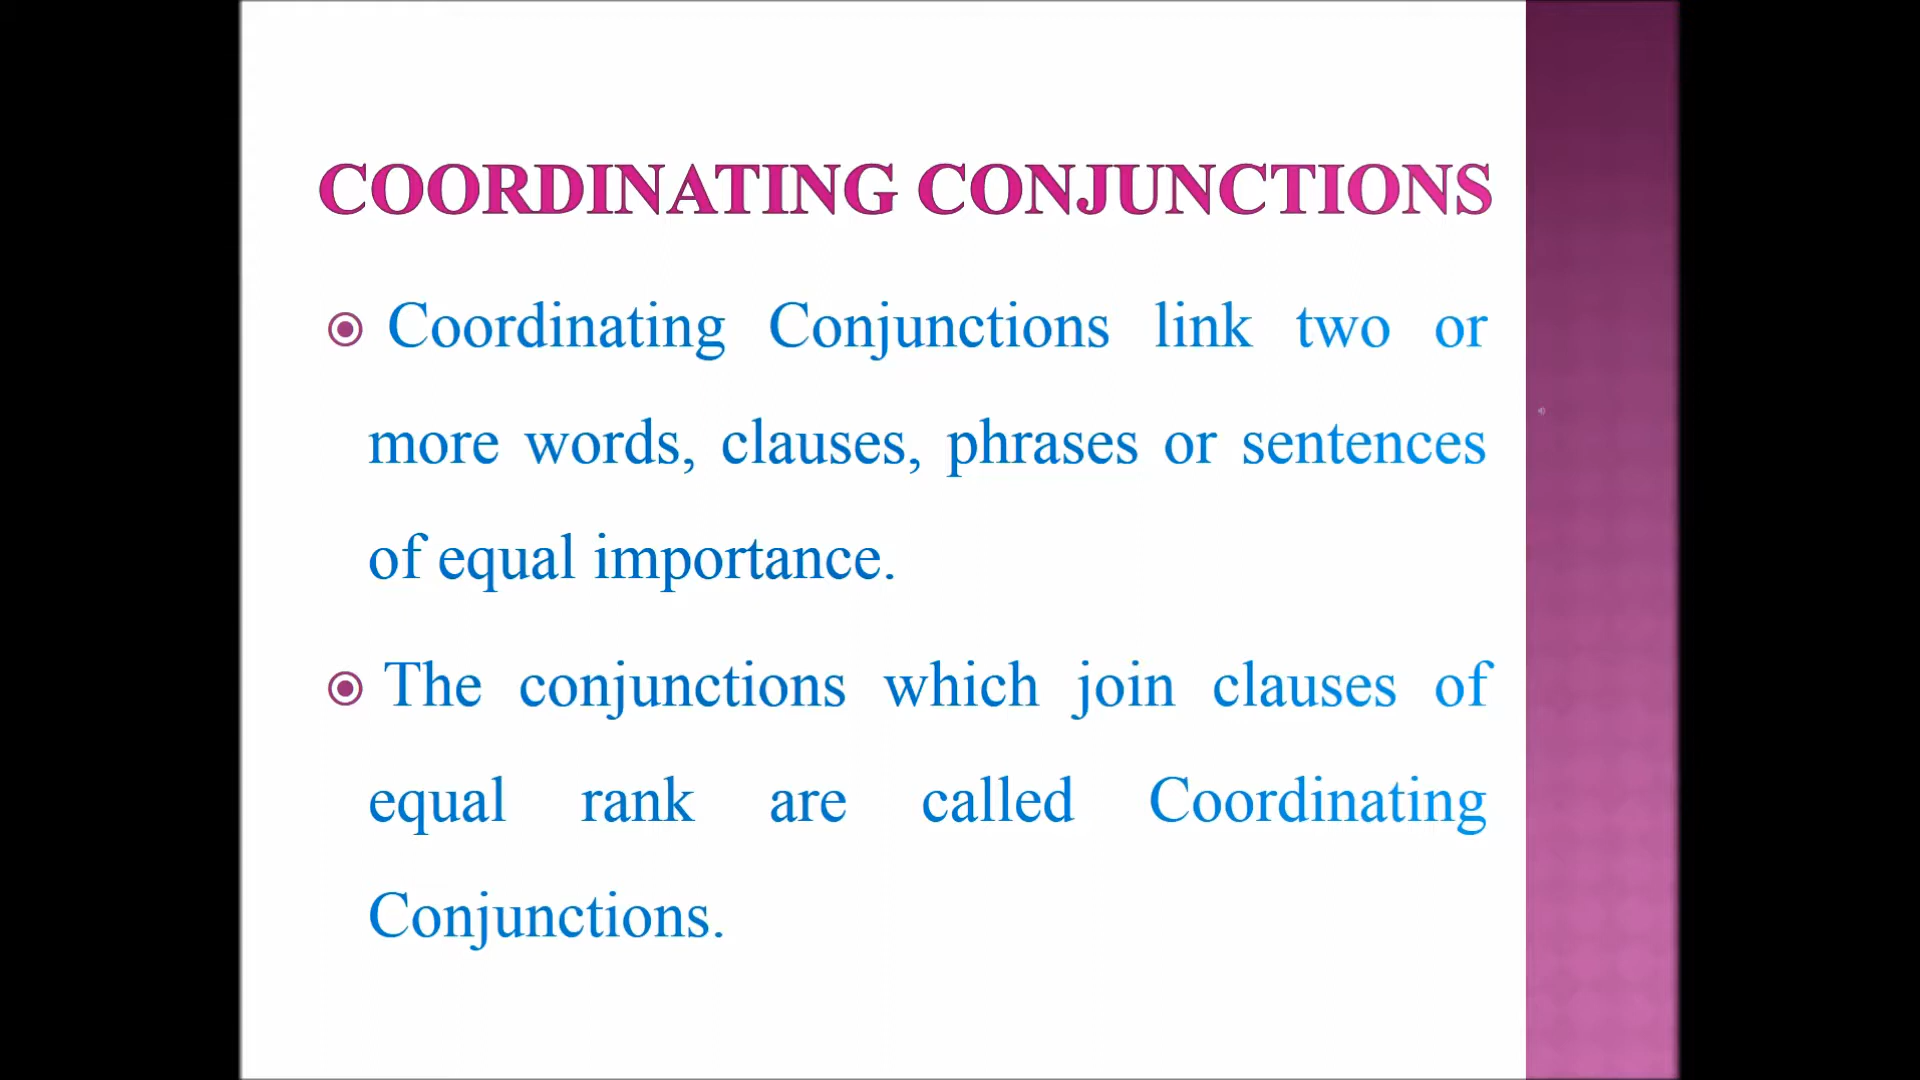 COORDINATING CONJUNCTIONS
Coordinating Conjunctions link two or
more words, clauses, phrases or sentences
of equal importance.
The conjunctions which join clauses of
equal rank are called Coordinating
Conjunctions.